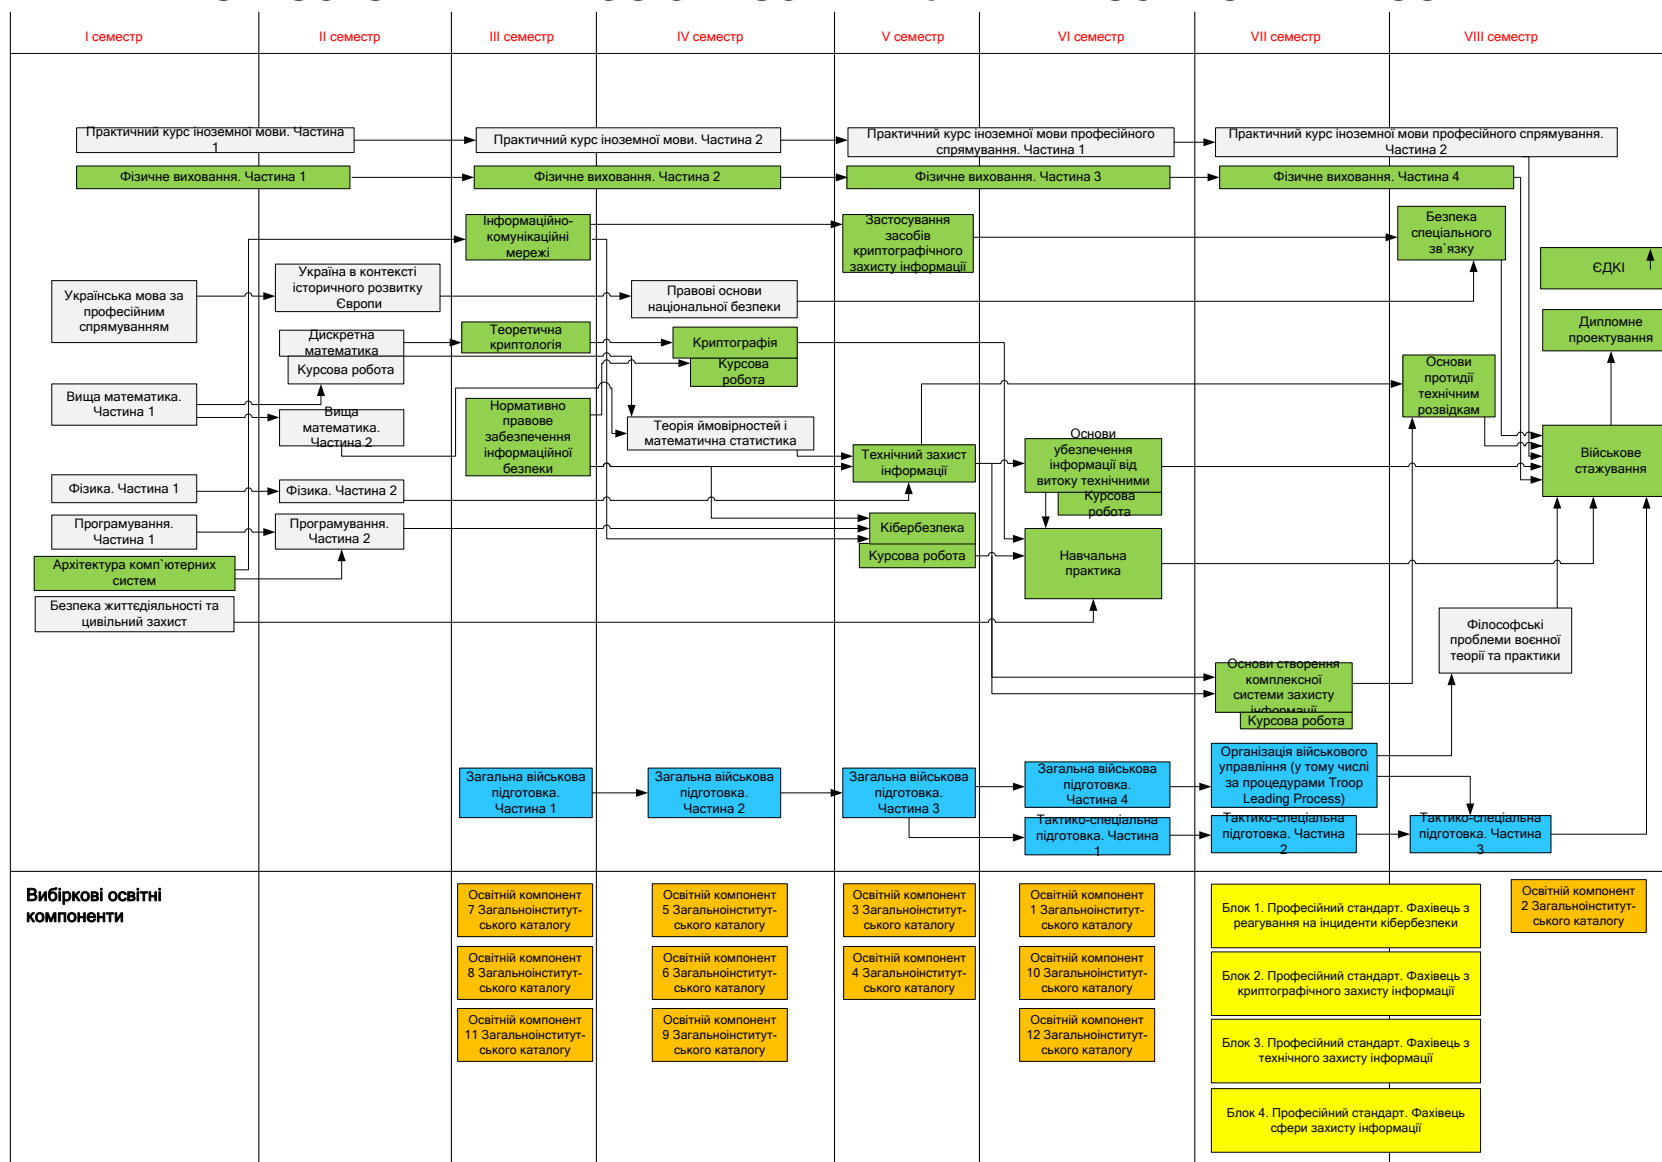 I семестр
II семестр
III семестр
IV семестр
V семестр
VI семестр
VII семестр
VIII семестр
Практичний курс іноземної мови. Частина
1
Практичний курс іноземної мови. Частина 2
Практичний курс іноземної мови професійного
спрямування. Частина 1
Практичний курс іноземної мови професійного спрямування.
Частина 2
Фізичне виховання. Частина 1
Фізичне виховання. Частина 2
Фізичне виховання. Частина 3
Фізичне виховання. Частина 4
Інформаційно-
комунікаційні
мережі
Застосування
засобів
криптографічного
захисту інформації
Безпека
спеціального
зв`язку
ЄДКІ
Українська мова за
професійним
спрямуванням
Україна в контексті
історичного розвитку
Європи
Правові основи
національної безпеки
Дискретна
математика
Курсова робота
Теоретична
криптологія
Криптографія
Курсова
робота
Дипломне
проектування
Основи
протидії
технічним
розвідкам
Вища математика.
Частина 1
Вища
математика.
Частина 2
Нормативно
правове
забезпечення
інформаційної
безпеки
Теорія ймовірностей і
математична статистика
Технічний захист
інформації
Основи
убезпечення
інформації від
витоку технічними
Курсова
робота
Військове
стажування
Фізика. Частина 1
Фізика. Частина 2
Програмування.
Частина 1
Програмування.
Частина 2
Кібербезпека
Курсова робота
Навчальна
практика
Архітектура комп`ютерних
систем
Безпека життєдіяльності та
цивільний захист
Філософські
проблеми воєнної
теорії та практики
Основи створення
комплексної
системи захисту
інформації
Курсова робота
Загальна військова
підготовка.
Частина 1
Загальна військова
підготовка.
Частина 2
Загальна військова
підготовка.
Частина 3
Загальна військова
підготовка.
Частина 4
Організація військового
управління (у тому числі
за процедурами Troop
Leading Process)
Тактико-спеціальна
підготовка. Частина
1
Тактико-спеціальна
підготовка. Частина
2
Тактико-спеціальна
підготовка. Частина
3
Вибіркові освітні
компоненти
Освітній компонент
7 Загальноінститут-
ського каталогу
Освітній компонент
5 Загальноінститут-
ського каталогу
Освітній компонент
3 Загальноінститут-
ського каталогу
Освітній компонент
1 Загальноінститут-
ського каталогу
Блок 1. Професійний стандарт. Фахівець з
реагування на інциденти кібербезпеки
Освітній компонент
2 Загальноінститут-
ського каталогу
Освітній компонент
8 Загальноінститут-
ського каталогу
Освітній компонент
6 Загальноінститут-
ського каталогу
Освітній компонент
4 Загальноінститут-
ського каталогу
Освітній компонент
10 Загальноінститут-
ського каталогу
Блок 2. Професійний стандарт. Фахівець з
криптографічного захисту інформації
Освітній компонент
11 Загальноінститут-
ського каталогу
Освітній компонент
9 Загальноінститут-
ського каталогу
Освітній компонент
12 Загальноінститут-
ського каталогу
Блок 3. Професійний стандарт. Фахівець з
технічного захисту інформації
Блок 4. Професійний стандарт. Фахівець
сфери захисту інформації